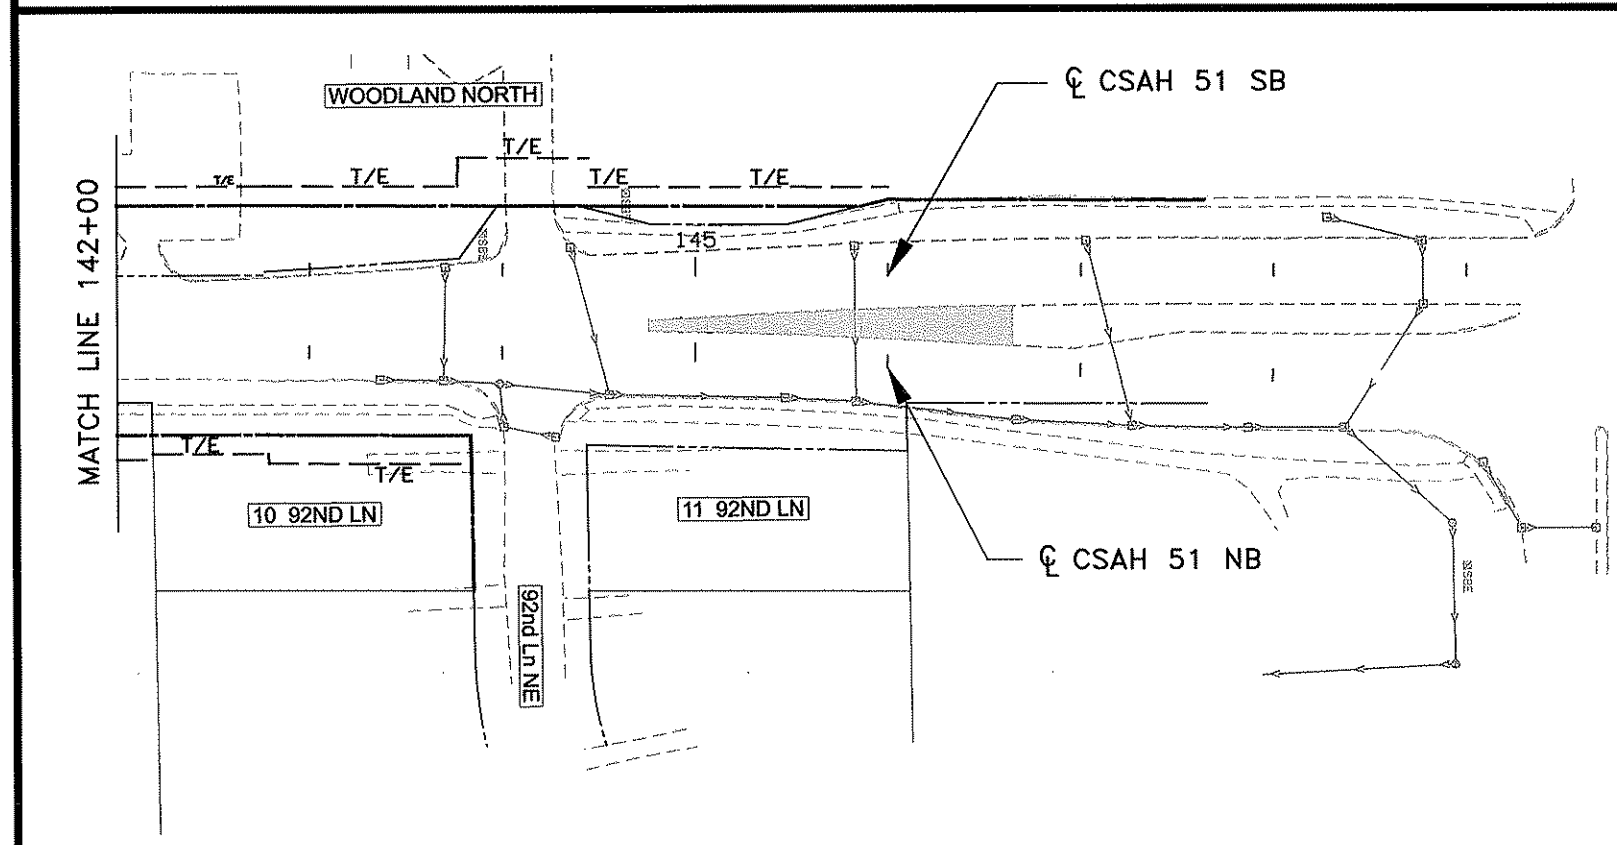 WOODLAND NORTH
℄ CSAH 51 SB
T/E
T/E
T/E
T/E
T/E
145
MATCH LINE 142+00
T/E
T/E
10 92ND LN
11 92ND LN
℄ CSAH 51 NB
92nd Ln NE